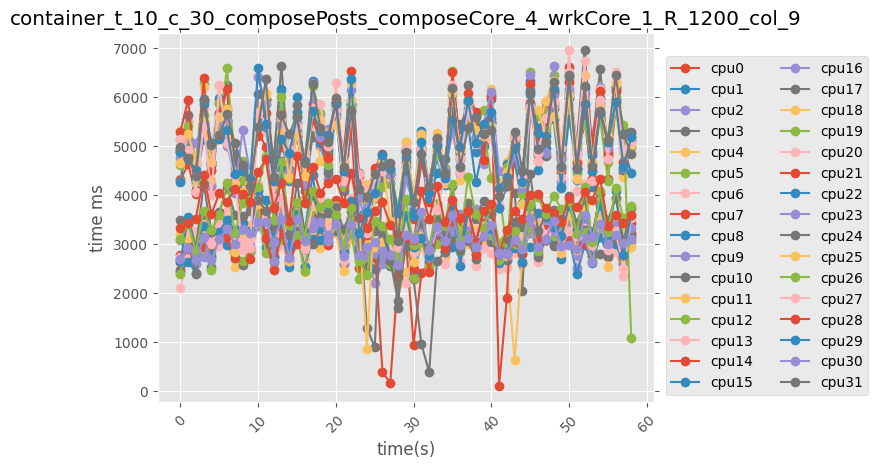 container_t_10_c_30_composePosts_composeCore_4_wrkCore_1_R_1200_col_9
time ms
7000
6000
5000
4000
3000
2000
1000
0
0
10
20
30
40
50
60
time(s)
cpu0
cpu1
cpu2
cpu3
cpu4
cpu5
cpu6
cpu7
cpu8
cpu9
cpu10
cpu11
cpu12
cpu13
cpu14
cpu15
cpu16
cpu17
cpu18
cpu19
cpu20
cpu21
cpu22
cpu23
cpu24
cpu25
cpu26
cpu27
cpu28
cpu29
cpu30
cpu31